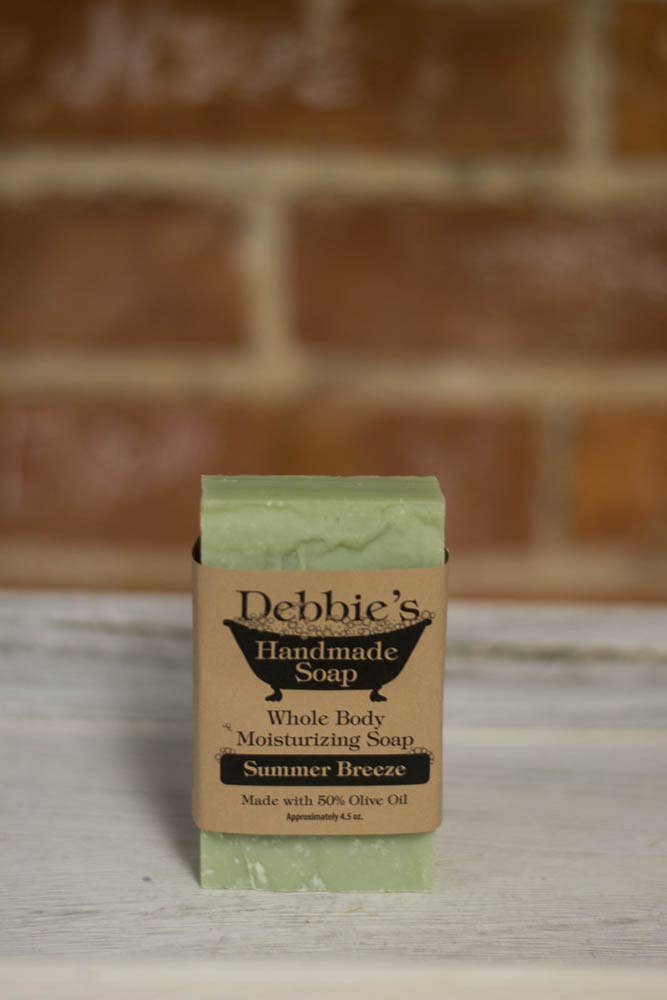 Debbie's
Handmade
Soap
Whole Body
Moisturizing Soap
Summer Breeze
Made with 50% Olive Oil
Approximately 4.5 oz.